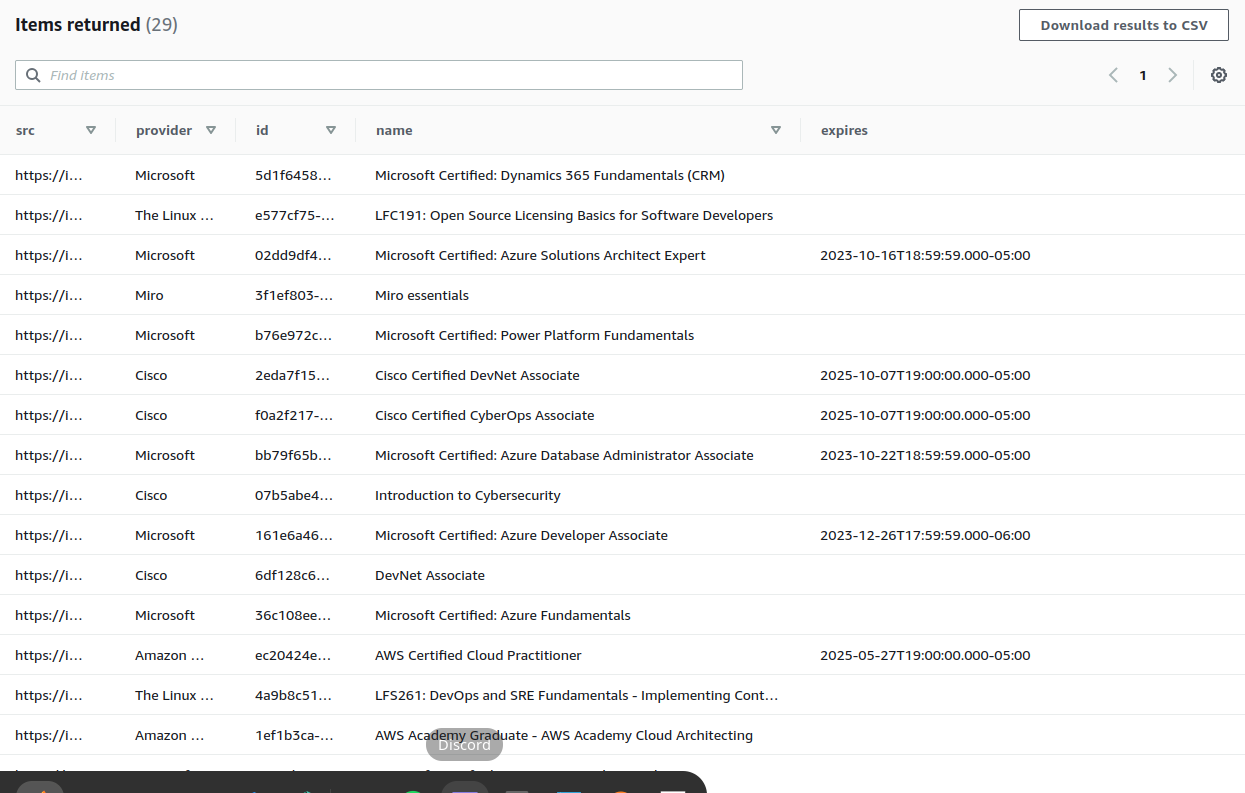 Items returned (29)
Download results to CSV
Find items
1
src provider id name expires
https://i... Microsoft 5d1f6458... Microsoft Certified: Dynamics 365 Fundamentals (CRM)
https://i... The Linux ... e577cf75-... LFC191: Open Source Licensing Basics for Software Developers
https://i... Microsoft 02dd9df4... Microsoft Certified: Azure Solutions Architect Expert 2023-10-16T18:59:59.000-05:00
https://i... Miro 3f1ef803-... Miro essentials
https://i... Microsoft b76e972c... Microsoft Certified: Power Platform Fundamentals
https://i... Cisco 2eda7f15... Cisco Certified DevNet Associate 2025-10-07T19:00:00.000-05:00
https://i... Cisco f0a2f217-... Cisco Certified CyberOps Associate 2025-10-07T19:00:00.000-05:00
https://i... Microsoft bb79f65b... Microsoft Certified: Azure Database Administrator Associate 2023-10-22T18:59:59.000-05:00
https://i... Cisco 07b5abe4... Introduction to Cybersecurity
https://i... Microsoft 161e6a46... Microsoft Certified: Azure Developer Associate 2023-12-26T17:59:59.000-06:00
https://i... Cisco 6df128c6... DevNet Associate
https://i... Microsoft 36c108ee... Microsoft Certified: Azure Fundamentals
https://i... Amazon ... ec20424e... AWS Certified Cloud Practitioner 2025-05-27T19:00:00.000-05:00
https://i... The Linux ... 4a9b8c51... LFS261: DevOps and SRE Fundamentals - Implementing Cont...
https://i... Amazon ... 1ef1b3ca-... AWS Academy Graduate - AWS Academy Cloud Architecting
Discord